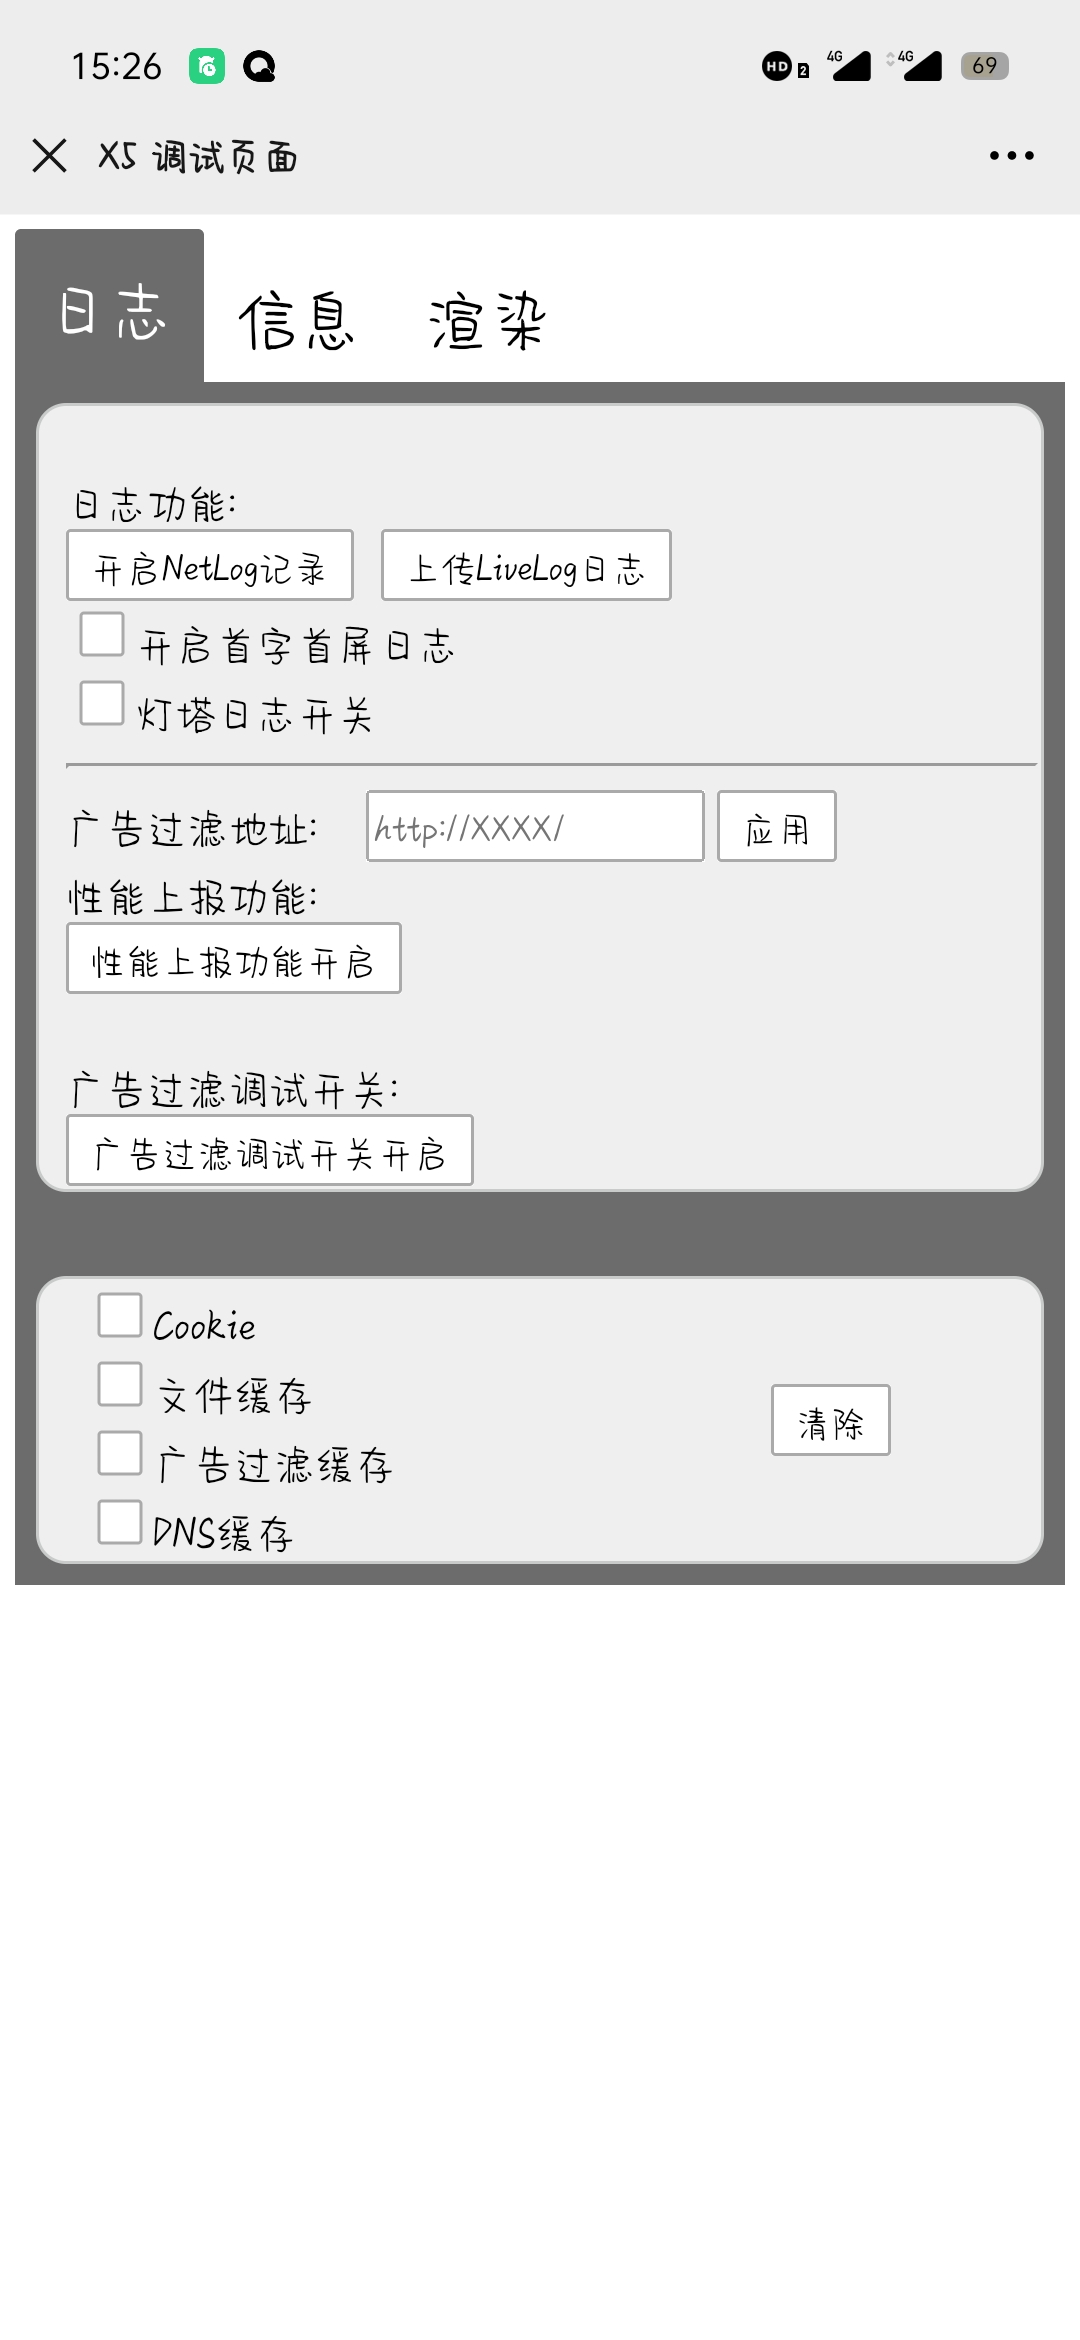 15:26 HD 2 4G 4G 69
X5 调试页面
日志 信息 渲染
日志功能:
开启NetLog记录 上传LiveLog日志
开启首字首屏日志
灯塔日志开关
广告过滤地址: http://XXXX/ 应用
性能上报功能:
性能上报功能开启
广告过滤调试开关:
广告过滤调试开关开启
Cookie
文件缓存
清除
广告过滤缓存
DNS缓存